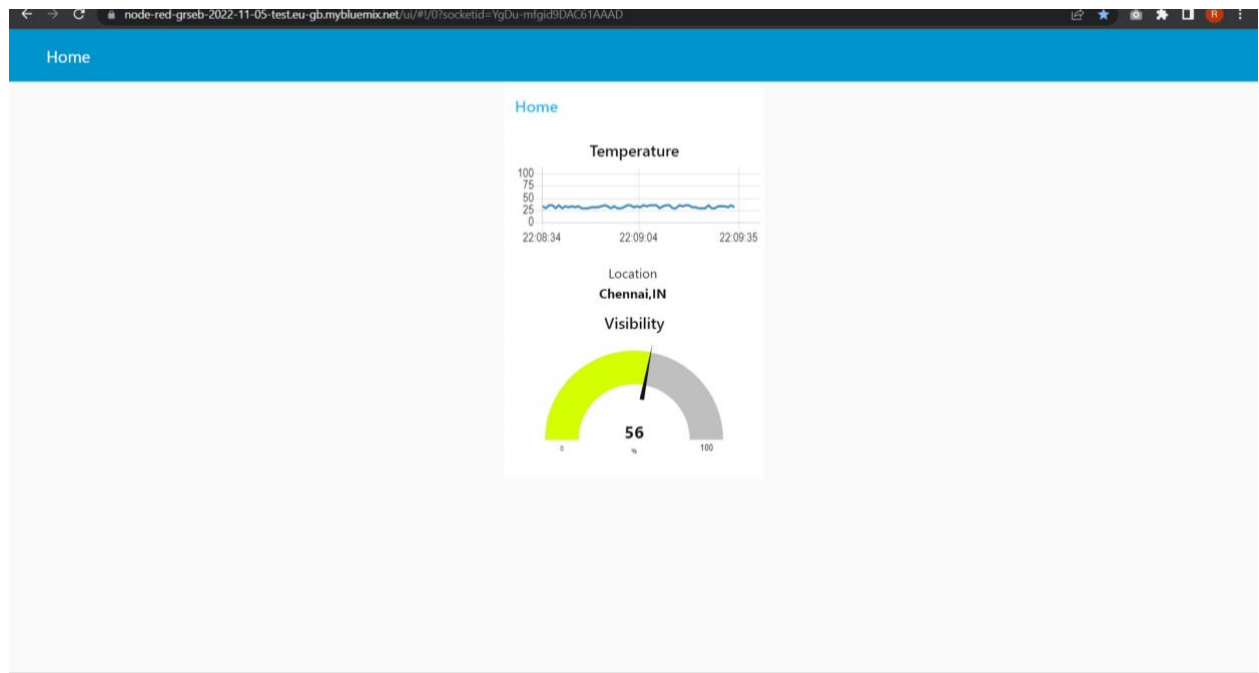 node-red-grseb-2022-11-05-test.eu-gb.mybluemix.net/ui/#!/0?socketid=YgDu-mfgid9DAC61AAAD
R
Home
Home
Temperature
100
75
50
25
0
22:08:34 22:09:04 22:09:35
Location
Chennai,IN
Visibility
56
0 % 100